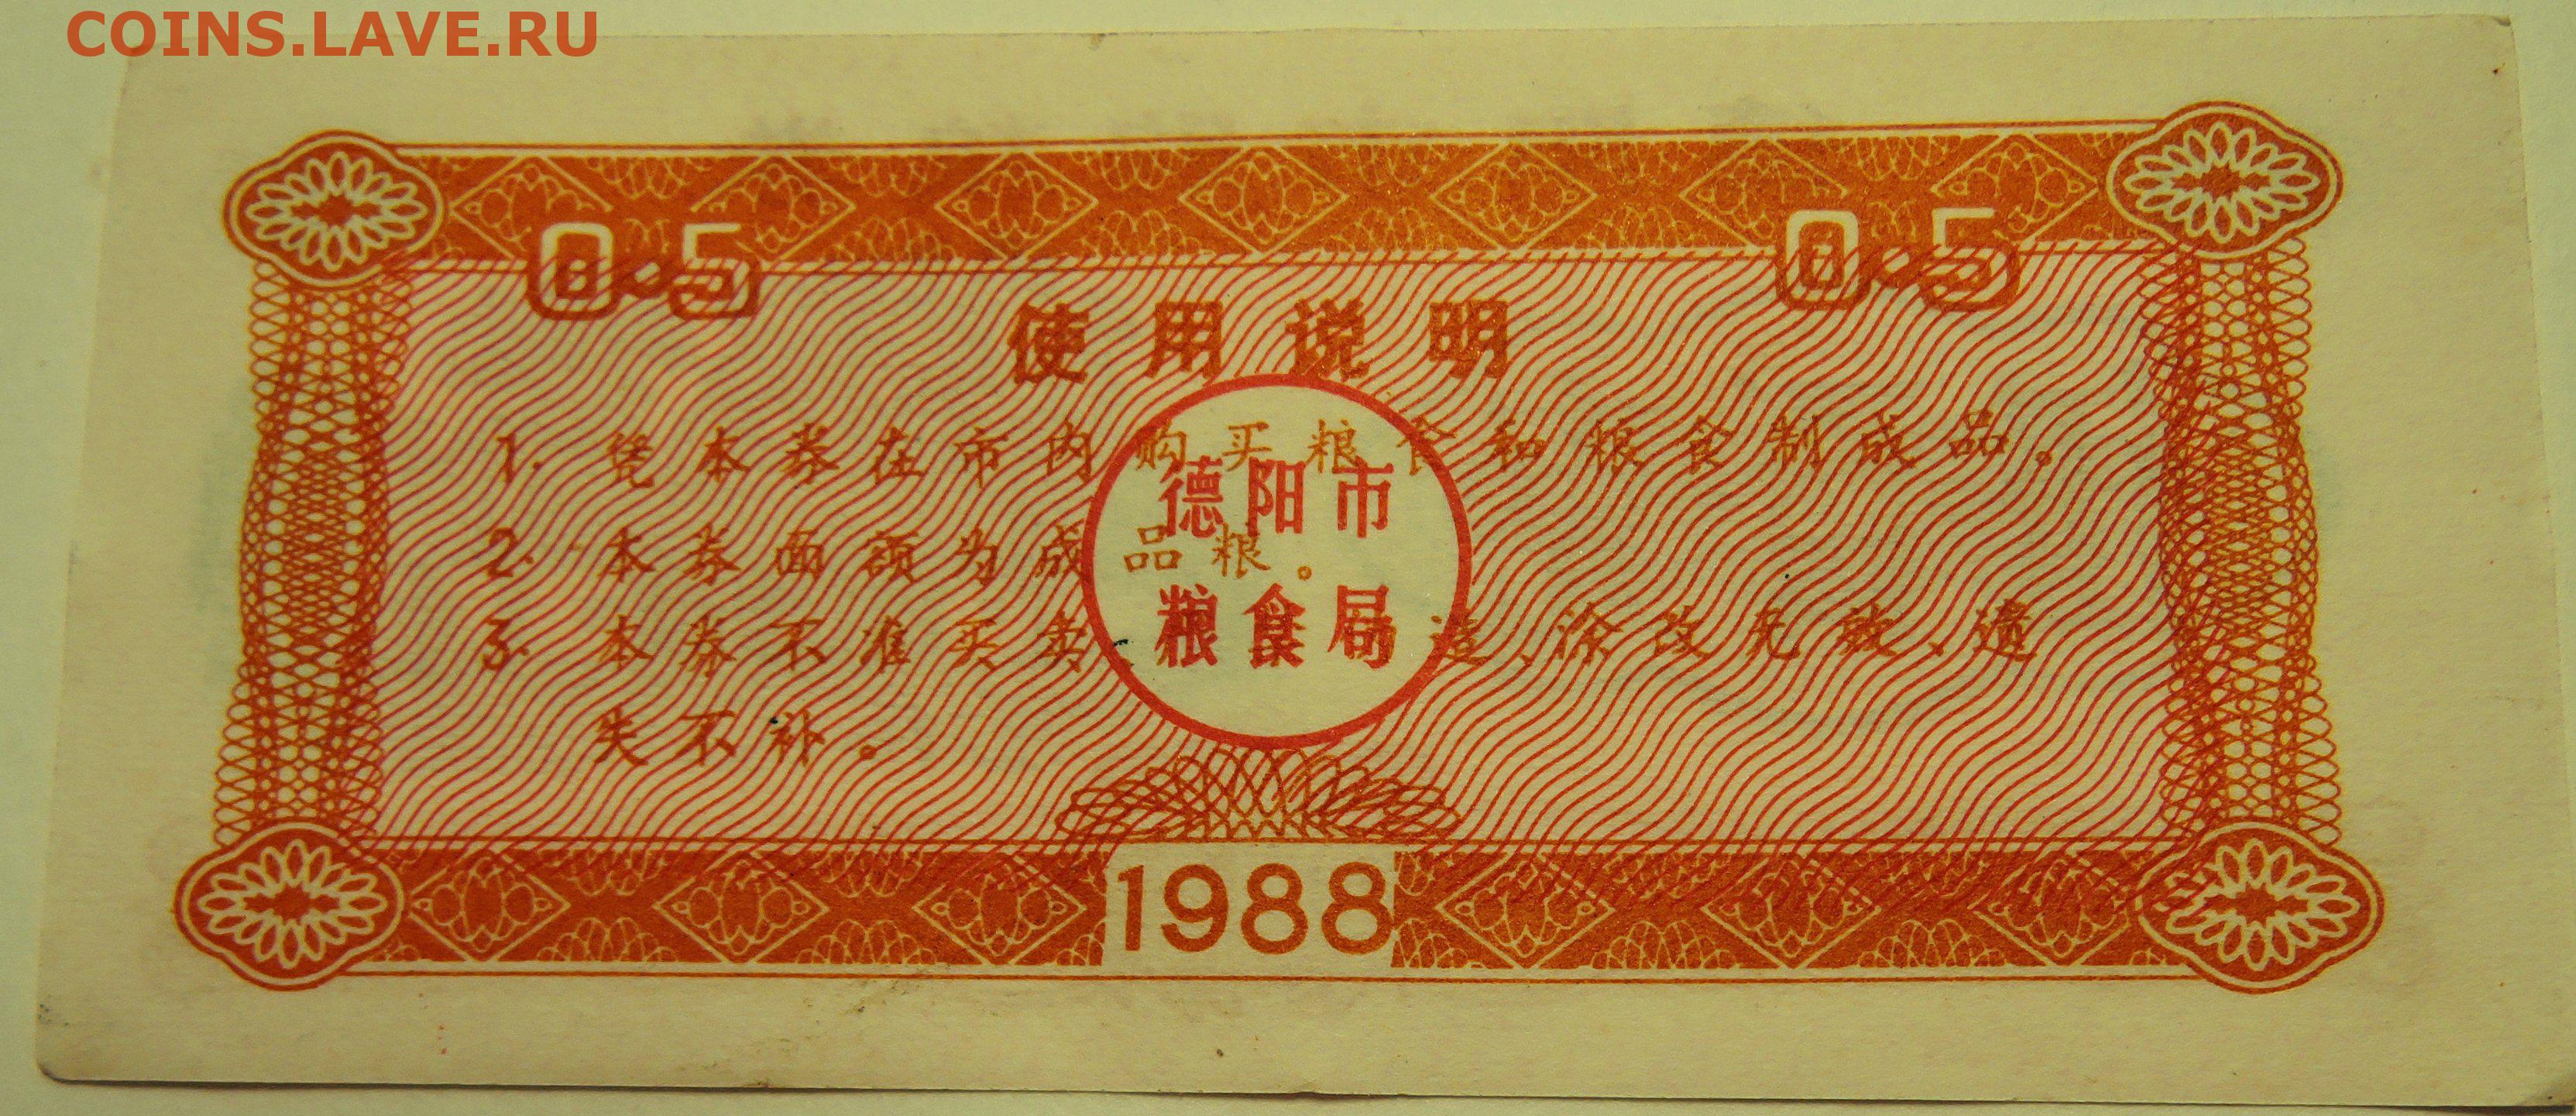 COINS.LAVE.RU
0.5 0.5
使用说明
1. 凭本券在市内购买粮食和粮食制成品。
德阳市
2. 本券面额为成品粮。
粮食局
3. 本券不准买卖、 造、涂改无效、遗
失不补。
1988